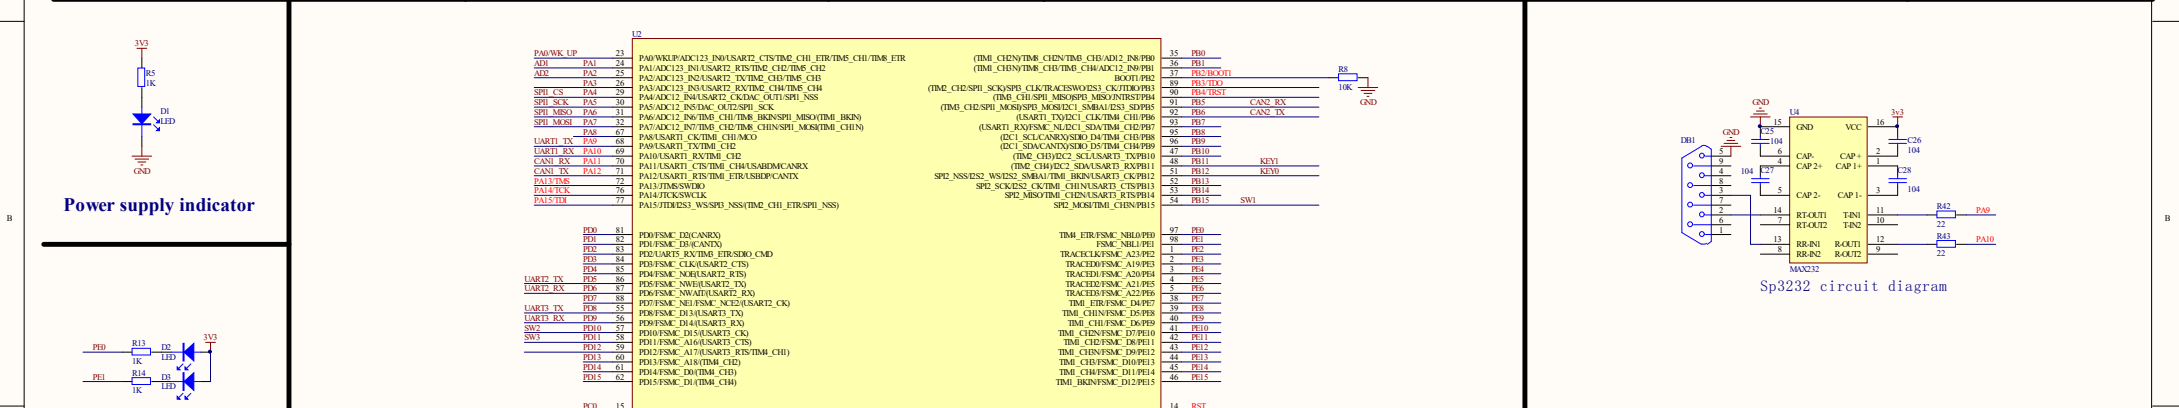 3V3
R5
1K
D1
LED
GND
Power supply indicator
B
PE0
R13
1K
D2
LED
3V3
PE1
R14
1K
D3
LED
U2
PA0/WK_UP 23 PA0/WKUP/ADC123_IN0/USART2_CTS/TIM2_CH1_ETR/TIM5_CH1/TIM8_ETR
AD1 PA1 24 PA1/ADC123_IN1/USART2_RTS/TIM2_CH2/TIM5_CH2
AD2 PA2 25 PA2/ADC123_IN2/USART2_TX/TIM2_CH3/TIM5_CH3
PA3 26 PA3/ADC123_IN3/USART2_RX/TIM2_CH4/TIM5_CH4
SPI1_CS PA4 29 PA4/ADC12_IN4/USART2_CK/DAC_OUT1/SPI1_NSS
SPI1_SCK PA5 30 PA5/ADC12_IN5/DAC_OUT2/SPI1_SCK
SPI1_MISO PA6 31 PA6/ADC12_IN6/TIM3_CH1/TIM8_BKIN/SPI1_MISO/(TIM1_BKIN)
SPI1_MOSI PA7 32 PA7/ADC12_IN7/TIM3_CH2/TIM8_CH1N/SPI1_MOSI(TIM1_CH1N)
PA8 67 PA8/USART1_CK/TIM1_CH1/MCO
UART1_TX PA9 68 PA9/USART1_TX/TIM1_CH2
UART1_RX PA10 69 PA10/USART1_RX/TIM1_CH2
CAN1_RX PA11 70 PA11/USART1_CTS/TIM1_CH4/USABDM/CANRX
CAN1_TX PA12 71 PA12/USART1_RTS/TIM1_ETR/USBDP/CANTX
PA13/TMS 72 PA13/JTMS/SWDIO
PA14/TCK 76 PA14/JTCK/SWCLK
PA15/TDI 77 PA15/JTDI/I2S3_WS/SPI3_NSS/(TIM2_CH1_ETR/SPI1_NSS)
PD0 81 PD0/FSMC_D2(CANRX)
PD1 82 PD1/FSMC_D3/(CANTX)
PD2 83 PD2/UART5_RX/TIM3_ETR/SDIO_CMD
PD3 84 PD3/FSMC_CLK/(USART2_CTS)
PD4 85 PD4/FSMC_NOE(USART2_RTS)
UART2_TX PD5 86 PD5/FSMC_NWE/(USART2_TX)
UART2_RX PD6 87 PD6/FSMC_NWAIT/(USART2_RX)
PD7 88 PD7/FSMC_NE1/FSMC_NCE2/(USART2_CK)
UART3_TX PD8 55 PD8/FSMC_D13/(USART3_TX)
UART3_RX PD9 56 PD9/FSMC_D14/(USART3_RX)
SW2 PD10 57 PD10/FSMC_D15/(USART3_CK)
SW3 PD11 58 PD11/FSMC_A16/(USART3_CTS)
PD12 59 PD12/FSMC_A17/(USART3_RTS/TIM4_CH1)
PD13 60 PD13/FSMC_A18/(TIM4_CH2)
PD14 61 PD14/FSMC_D0/(TIM4_CH3)
PD15 62 PD15/FSMC_D1/(TIM4_CH4)
PC0 15
(TIM1_CH2N)/TIM8_CH2N/TIM3_CH3/AD12_IN8/PB0 35 PB0
(TIM1_CH3N)/TIM8_CH3/TIM3_CH4/ADC12_IN9/PB1 36 PB1
BOOT1/PB2 37 PB2/BOOT1
(TIM2_CH2/SPI1_SCK)/SPI3_CLK/TRACESWO/I2S3_CK/JTDIO/PB3 89 PB3/TDO
(TIM3_CH1/SPI1_MISO)SPI3_MISO/JNTRST/PB4 90 PB4/TRST
(TIM3_CH2/SPI1_MOSI)/SPI3_MOSI/I2C1_SMBA1/I2S3_SD/PB5 91 PB5 CAN2_RX
(USART1_TX)/I2C1_CLK/TIM4_CH1/PB6 92 PB6 CAN2_TX
(USART1_RX)/FSMC_NL/I2C1_SDA/TIM4_CH2/PB7 93 PB7
(I2C1_SCL/CANRX)/SDIO_D4/TIM4_CH3/PB8 95 PB8
(I2C1_SDA/CANTX)/SDIO_D5/TIM4_CH4/PB9 96 PB9
(TIM2_CH3)/I2C2_SCL/USART3_TX/PB10 47 PB10
(TIM2_CH4)/I2C2_SDA/USART3_RX/PB11 48 PB11 KEY1
SPI2_NSS/I2S2_WS/I2S2_SMBA1/TIM1_BKIN/USART3_CK/PB12 51 PB12 KEY0
SPI2_SCK/I2S2_CK/TIM1_CH1N/USART3_CTS/PB13 52 PB13
SPI2_MISO/TIM1_CH2N/USART3_RTS/PB14 53 PB14
SPI2_MOSI/TIM1_CH3N/PB15 54 PB15 SW1
TIM4_ETR/FSMC_NBL0/PE0 97 PE0
FSMC_NBL1/PE1 98 PE1
TRACECLK/FSMC_A23/PE2 1 PE2
TRACED0/FSMC_A19/PE3 2 PE3
TRACED1/FSMC_A20/PE4 3 PE4
TRACED2/FSMC_A21/PE5 4 PE5
TRACED3/FSMC_A22/PE6 5 PE6
TIM1_ETR/FSMC_D4/PE7 38 PE7
TIM1_CH1N/FSMC_D5/PE8 39 PE8
TIM1_CH1/FSMC_D6/PE9 40 PE9
TIM1_CH2N/FSMC_D7/PE10 41 PE10
TIM1_CH2/FSMC_D8/PE11 42 PE11
TIM1_CH3N/FSMC_D9/PE12 43 PE12
TIM1_CH3/FSMC_D10/PE13 44 PE13
TIM1_CH4/FSMC_D11/PE14 45 PE14
TIM1_BKIN/FSMC_D12/PE15 46 PE15
14 RST
R8
10K
GND
GND
U4
3v3
15 GND VCC 16
C25
104
C26
104
DB1
GND
5
9
4
8
3
7
2
6
1
6 CAP- CAP+ 2
4 CAP 2+ CAP 1+ 1
104 C27
C28
104
5 CAP 2- CAP 1- 3
14 RT-OUT1 T-IN1 11 R42 PA9
7 RT-OUT2 T-IN2 10 22
13 RR-IN1 R-OUT1 12 R43 PA10
8 RR-IN2 R-OUT2 9 22
MAX232
Sp3232 circuit diagram
B